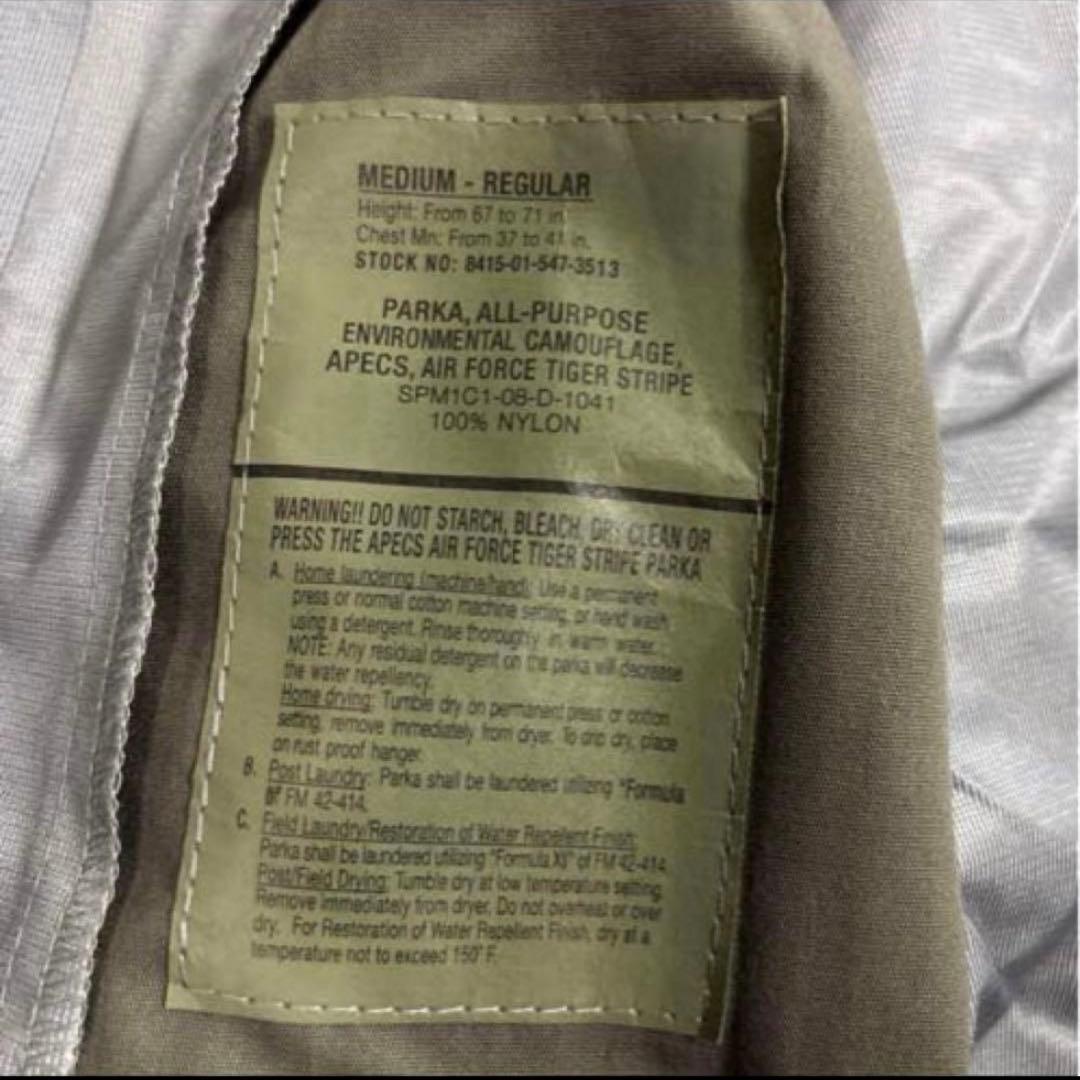 MEDIUM - REGULAR
Height: From 67 to 71 in
Chest Mn: From 37 to 41 in.
STOCK NO: 8415-01-547-3513
PARKA, ALL-PURPOSE
ENVIRONMENTAL CAMOUFLAGE,
APECS, AIR FORCE TIGER STRIPE
SPM1C1-08-D-1041
100% NYLON
WARNING!! DO NOT STARCH, BLEACH, DRY CLEAN OR
PRESS THE APECS AIR FORCE TIGER STRIPE PARKA
A. Home laundering (machine/hand): Use a permanent
press or normal cotton machine setting, or hand wash
using a detergent. Rinse thoroughly in warm water.
NOTE: Any residual detergent on the parka will decrease
the water repellency.
Home drying: Tumble dry on permanent press or cotton
setting, remove immediately from dryer. To drip dry, place
on rust proof hanger.
B. Post Laundry: Parka shall be laundered utilizing "Formula
FM 42-414.
C. Field Laundry/Restoration of Water Repellent Finish:
Parka shall be laundered utilizing "Formula XI" of FM 42-414
Post/Field Drying: Tumble dry at low temperature setting.
Remove immediately from dryer. Do not overheat or over
dry. For Restoration of Water Repellent Finish, dry at a
temperature not to exceed 150° F.